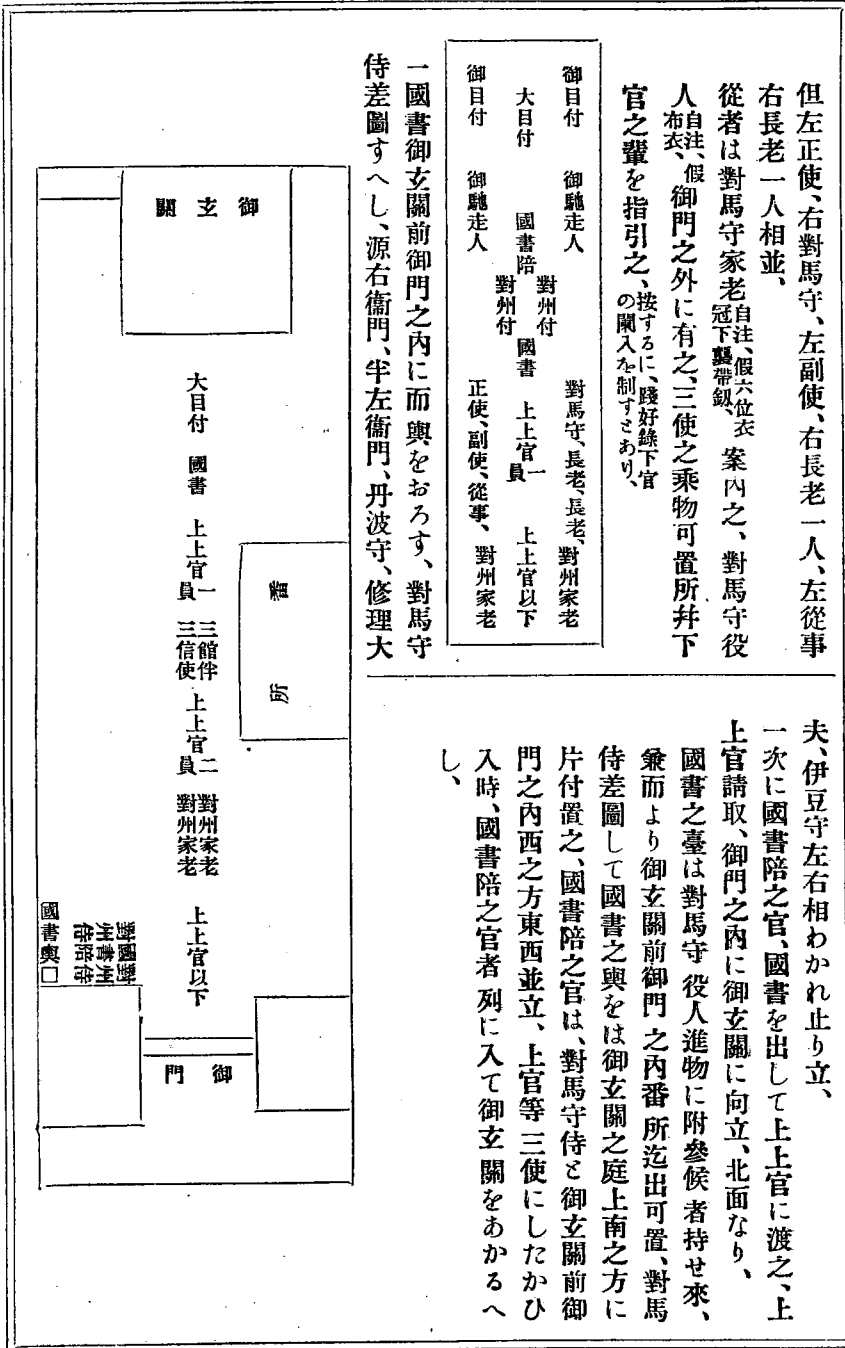 但左正使、右對馬守、左副使、右長老一人、左從事
右長老一人相並、
從者は對馬守家老自注、假六位衣冠下襲帶釼、案內之、對馬守役
人自注、假布衣、御門之外に有之、三使之乘物可置所幷下
官之輩を指引之、按するに、踐好錄下官の闌入を制すとあり、
御目付 御馳走人 對州付 對馬守、長老、長老、對州家老
大目付 國書陪 國書 上上官一員 上上官以下
御目付 御馳走人 對州付 正使、副使、從事、 對州家老
一國書御玄關前御門之內に而輿をおろす、對馬守
侍差圖すへし、源右衞門、半左衞門、丹波守、修理大
夫、伊豆守左右相わかれ止り立、
一次に國書陪之官、國書を出して上上官に渡之、上
上官請取、御門之內に御玄關に向立、北面なり、
國書之臺は對馬守役人進物に附參候者持せ來、
兼而より御玄關前御門之內番所迄出可置、對馬
侍差圖して國書之輿をは御玄關之庭上南之方に
片付置之、國書陪之官は、對馬守侍と御玄關前御
門之內西之方東西並立、上官等三使にしたかひ
入時、國書陪之官者列に入て御玄關をあかるへ
し、
御玄關
番所
大目付 國書 上上官一員 三館伴 三信使 上上官二員 對州家老 對州家老 上上官以下
對州侍
國書陪
對州侍
國書輿□
御門